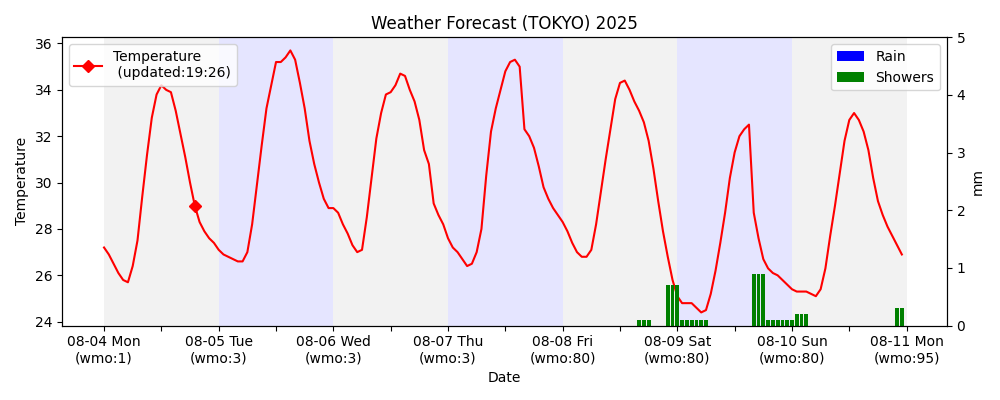 Weather Forecast (TOKYO) 2025
Temperature
(updated:19:26)
Rain
Showers
36
34
32
30
28
26
24
Temperature
5
4
3
2
1
0
mm
08-04 Mon
(wmo:1)
08-05 Tue
(wmo:3)
08-06 Wed
(wmo:3)
08-07 Thu
(wmo:3)
08-08 Fri
(wmo:80)
08-09 Sat
(wmo:80)
08-10 Sun
(wmo:80)
08-11 Mon
(wmo:95)
Date